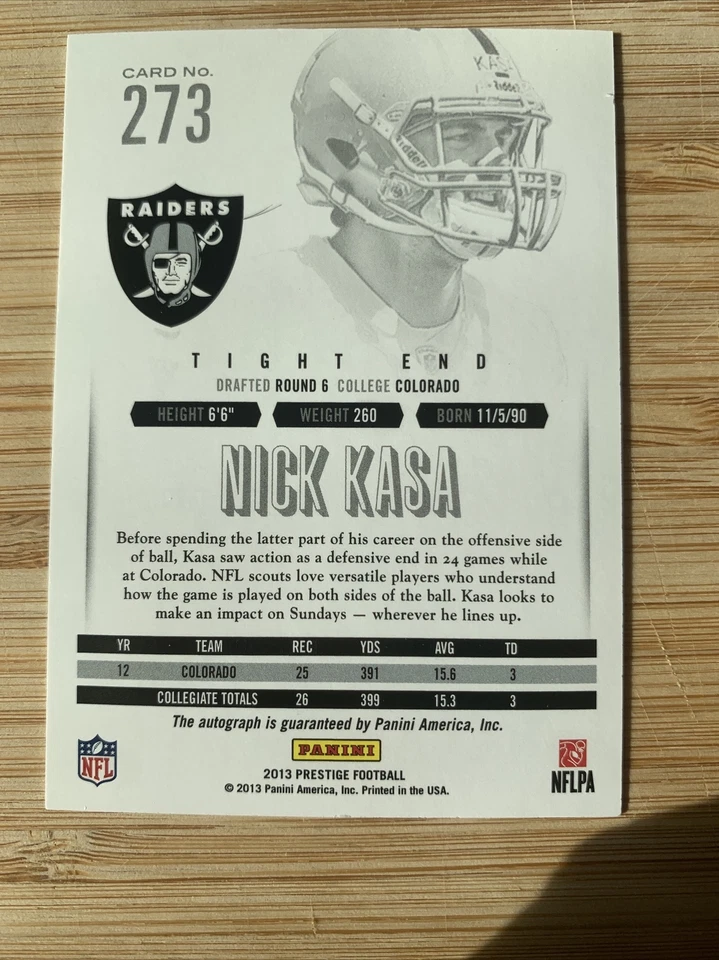 CARD No.
273
KAS
Riddell
RAIDERS
TIGHT END
DRAFTED ROUND 6 COLLEGE COLORADO
HEIGHT 6'6" WEIGHT 260 BORN 11/5/90
NICK KASA
Before spending the latter part of his career on the offensive side
of ball, Kasa saw action as a defensive end in 24 games while
at Colorado. NFL scouts love versatile players who understand
how the game is played on both sides of the ball. Kasa looks to
make an impact on Sundays — wherever he lines up.
YR TEAM REC YDS AVG TD
12 COLORADO 25 391 15.6 3
COLLEGIATE TOTALS 26 399 15.3 3
The autograph is guaranteed by Panini America, Inc.
PANINI
NFL
2013 PRESTIGE FOOTBALL
© 2013 Panini America, Inc. Printed in the USA.
NFLPA